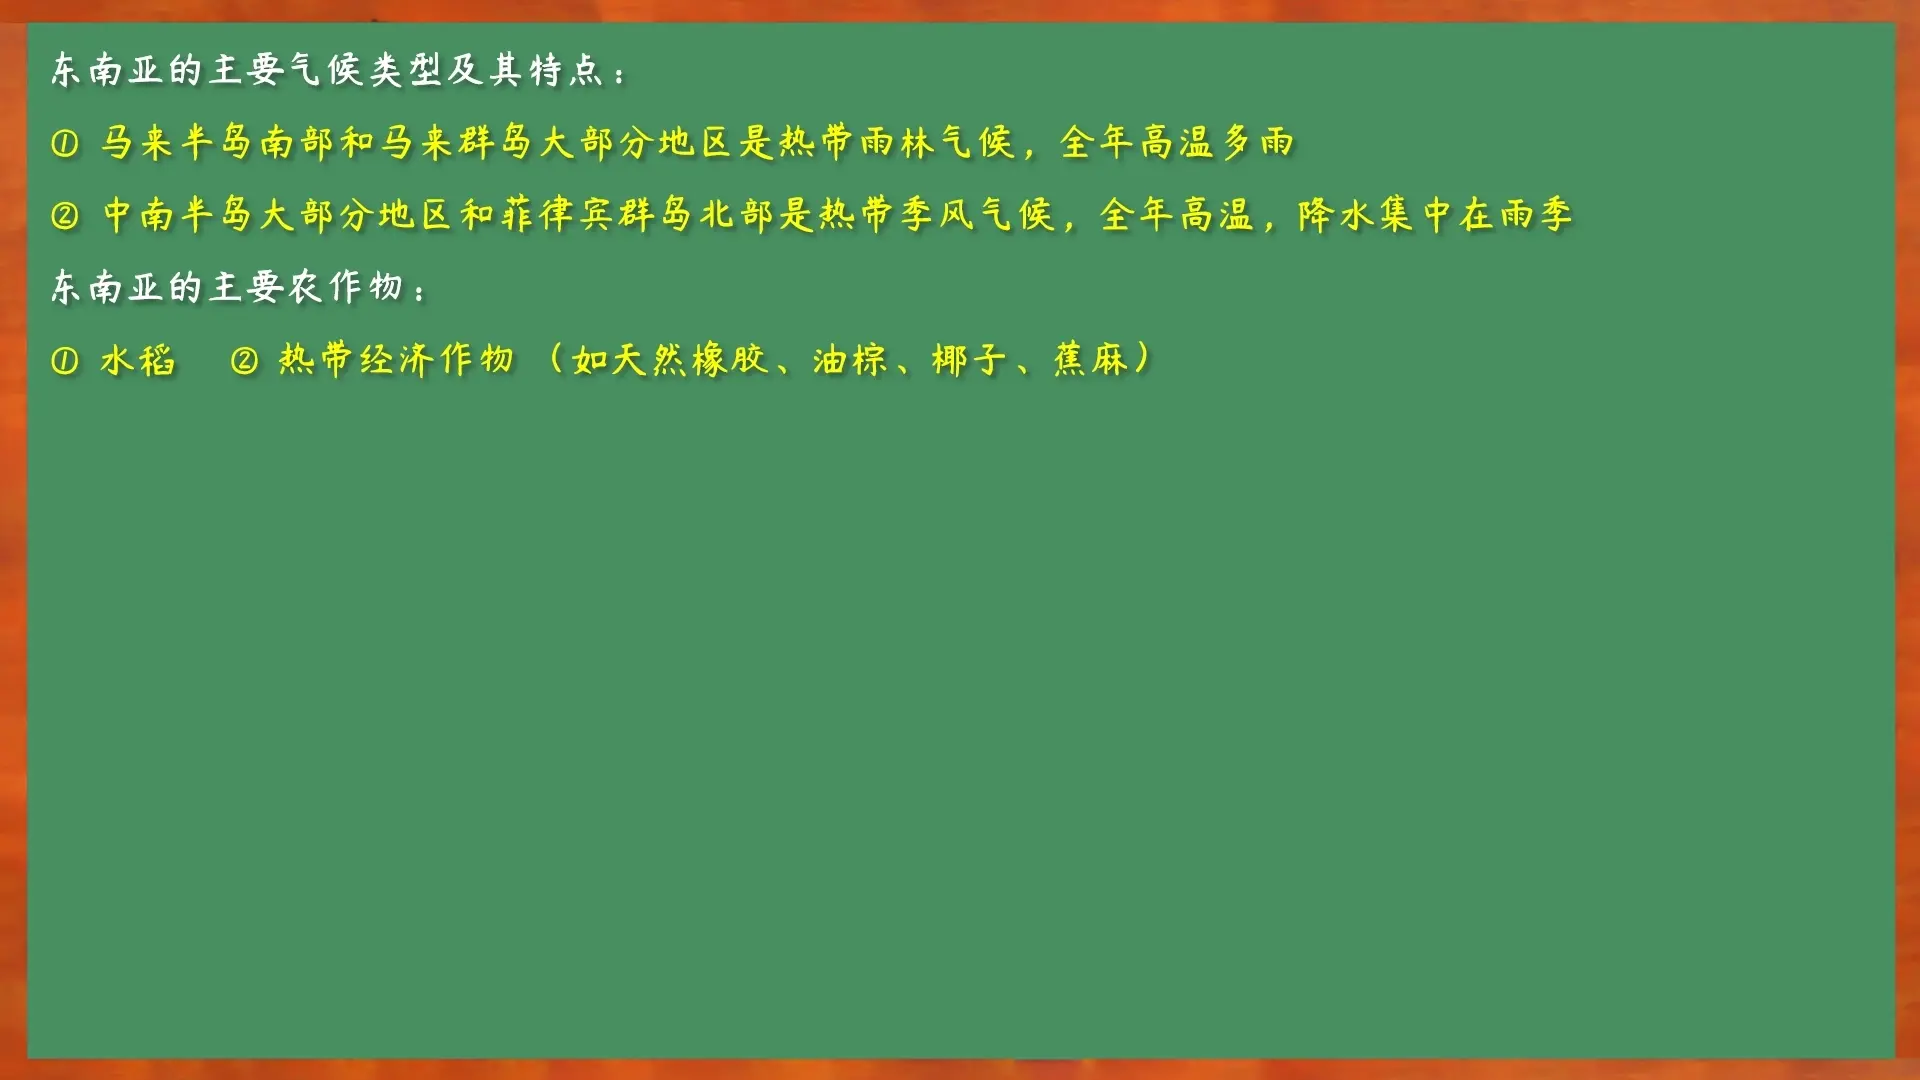 东南亚的主要气候类型及其特点：
① 马来半岛南部和马来群岛大部分地区是热带雨林气候，全年高温多雨
② 中南半岛大部分地区和菲律宾群岛北部是热带季风气候，全年高温，降水集中在雨季
东南亚的主要农作物：
① 水稻 ② 热带经济作物（如天然橡胶、油棕、椰子、蕉麻）